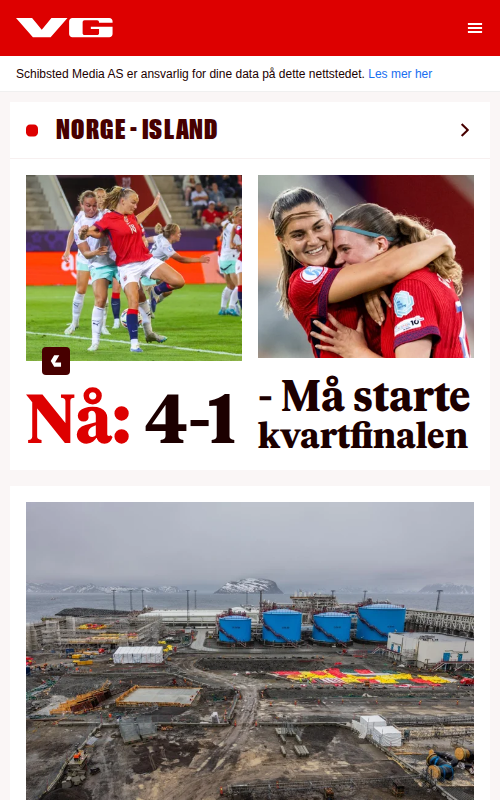 VG
Schibsted Media AS er ansvarlig for dine data på dette nettstedet. Les mer her
NORGE - ISLAND
Nå: 4-1
- Må starte
kvartfinalen